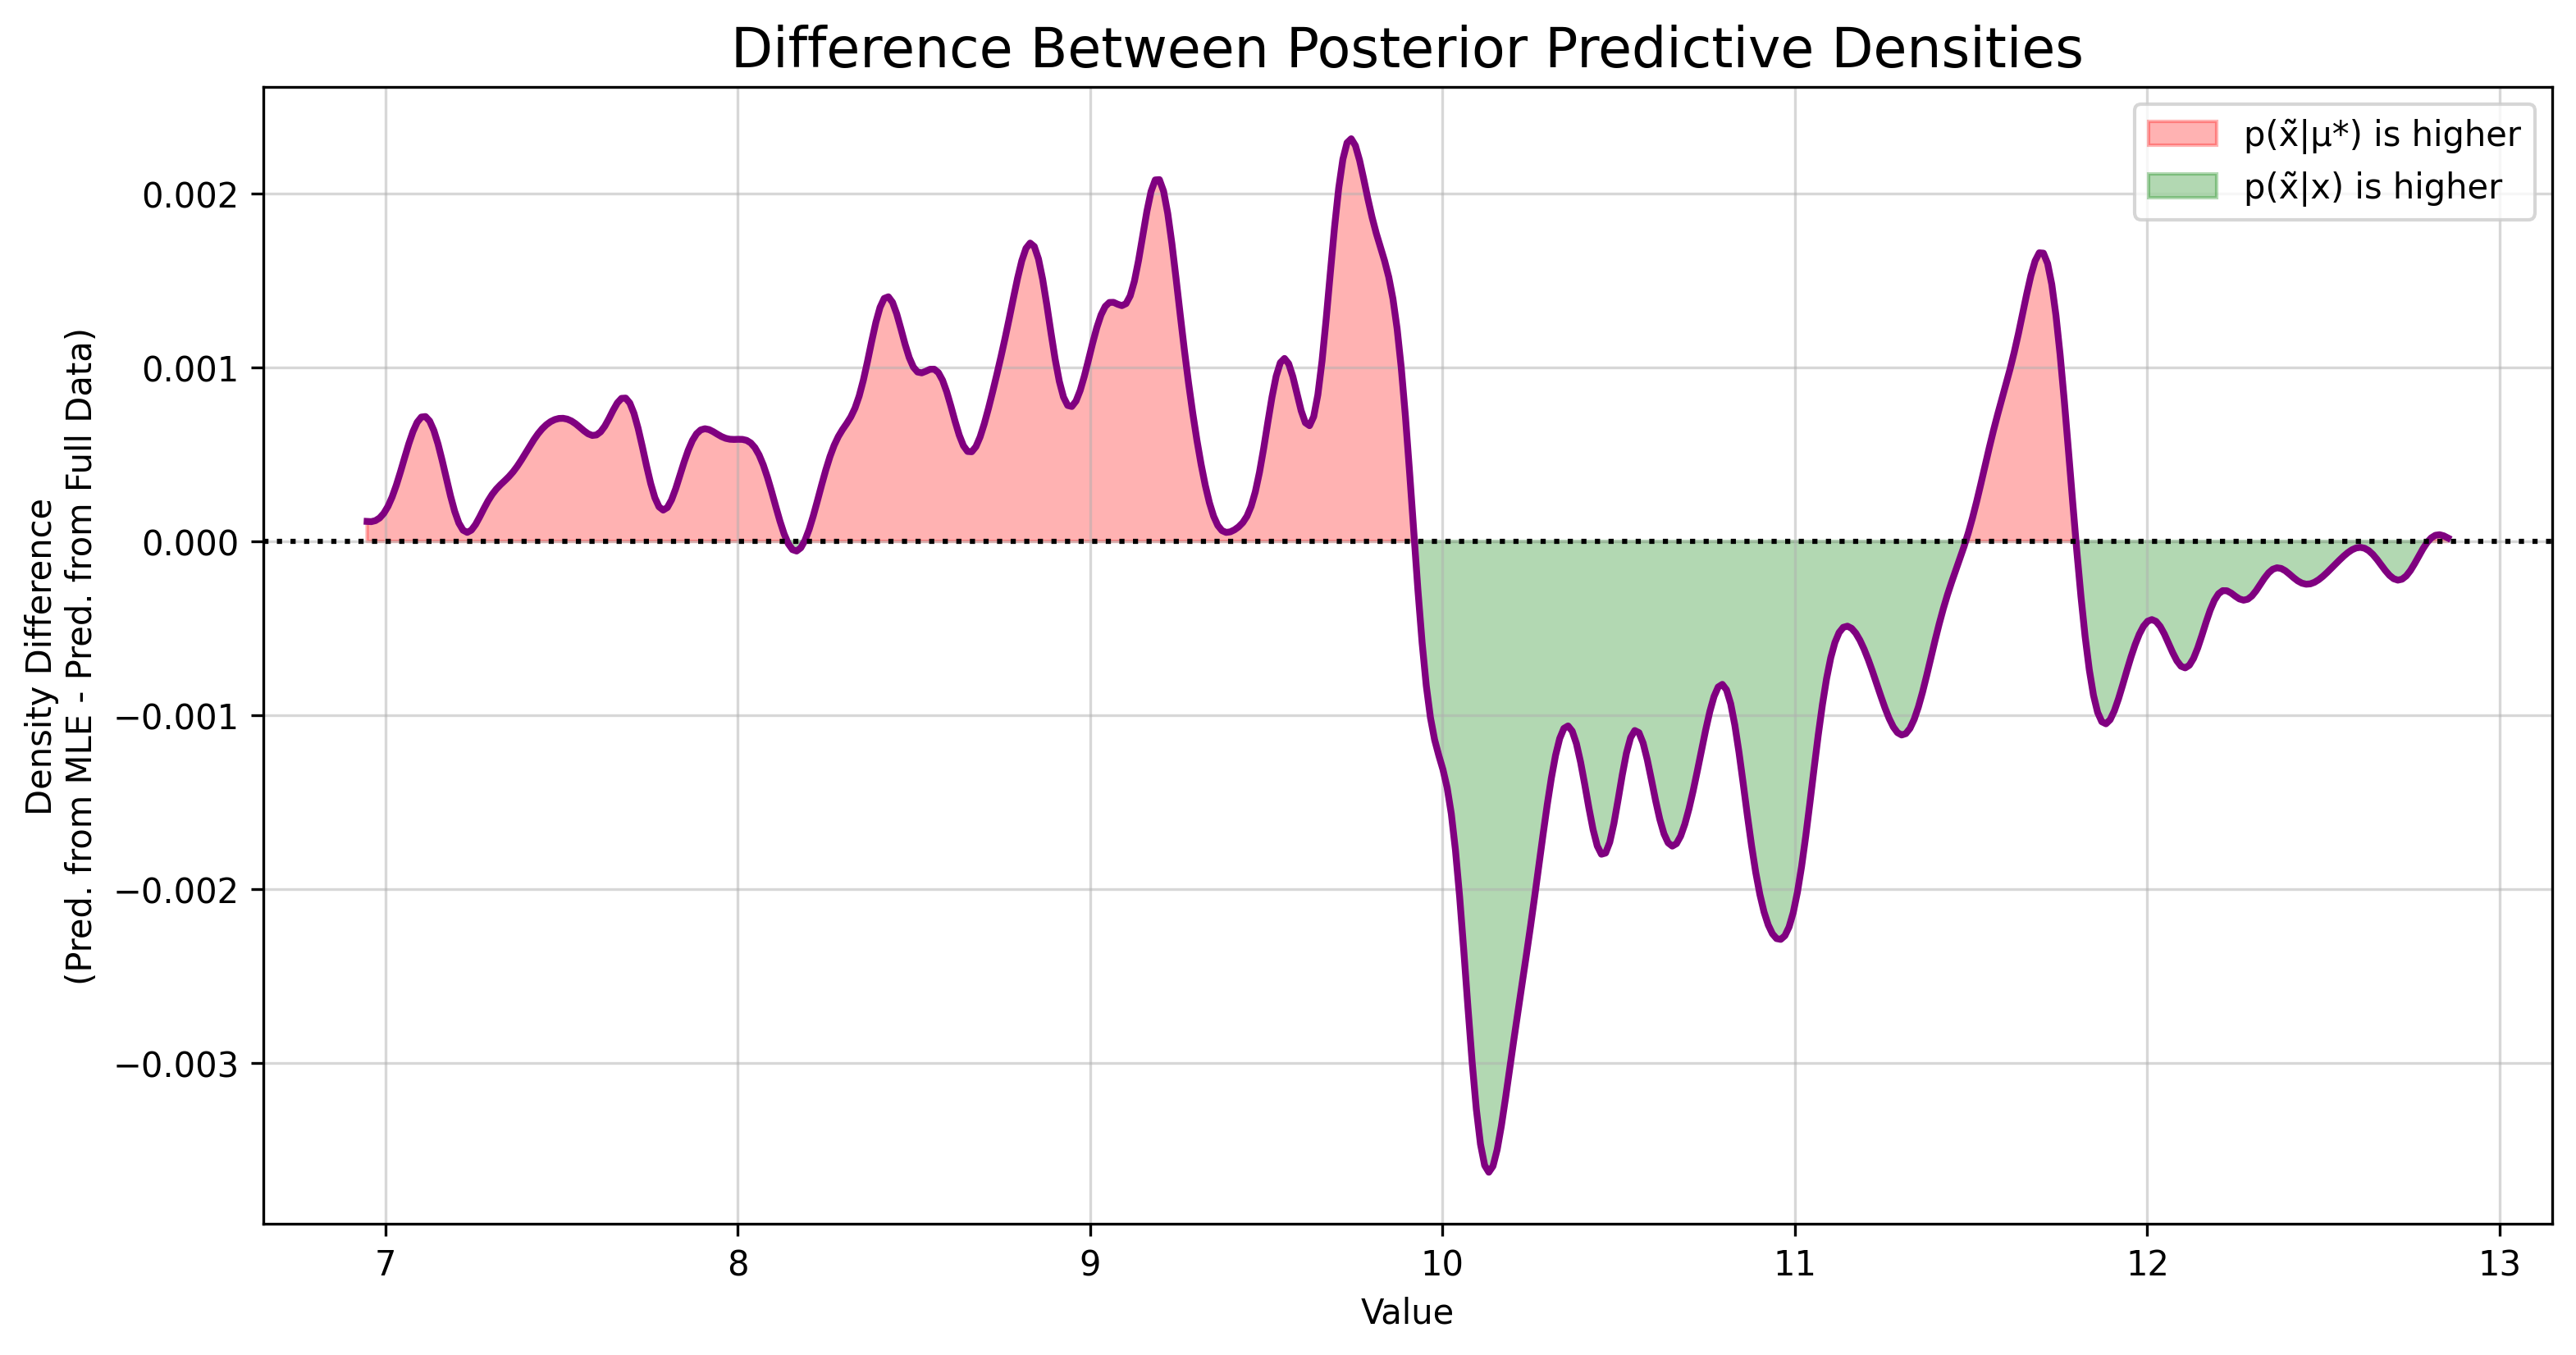 Difference Between Posterior Predictive Densities
p(x̃|μ*) is higher
p(x̃|x) is higher
Density Difference
(Pred. from MLE - Pred. from Full Data)
0.002
0.001
0.000
−0.001
−0.002
−0.003
7
8
9
10
11
12
13
Value